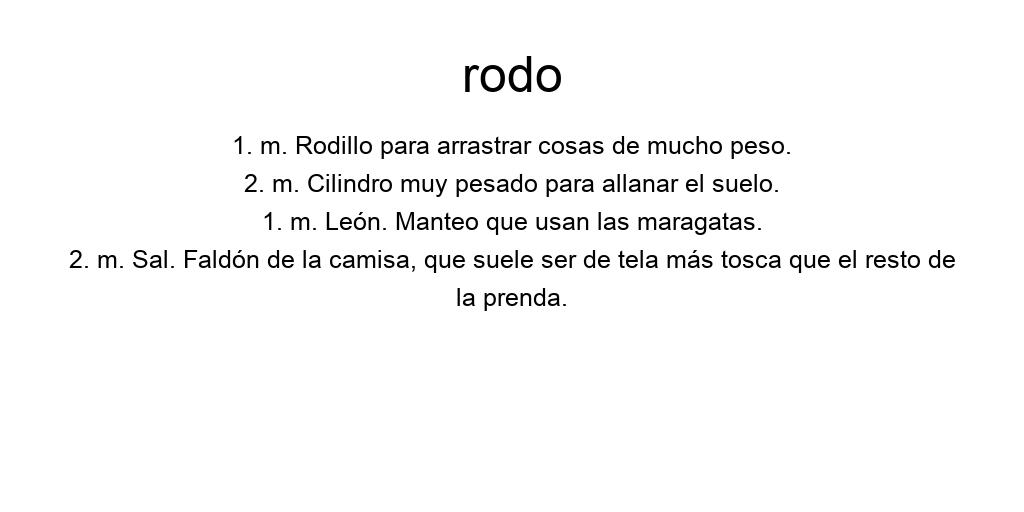 rodo
1. m. Rodillo para arrastrar cosas de mucho peso.
2. m. Cilindro muy pesado para allanar el suelo.
1. m. León. Manteo que usan las maragatas.
2. m. Sal. Faldón de la camisa, que suele ser de tela más tosca que el resto de
la prenda.